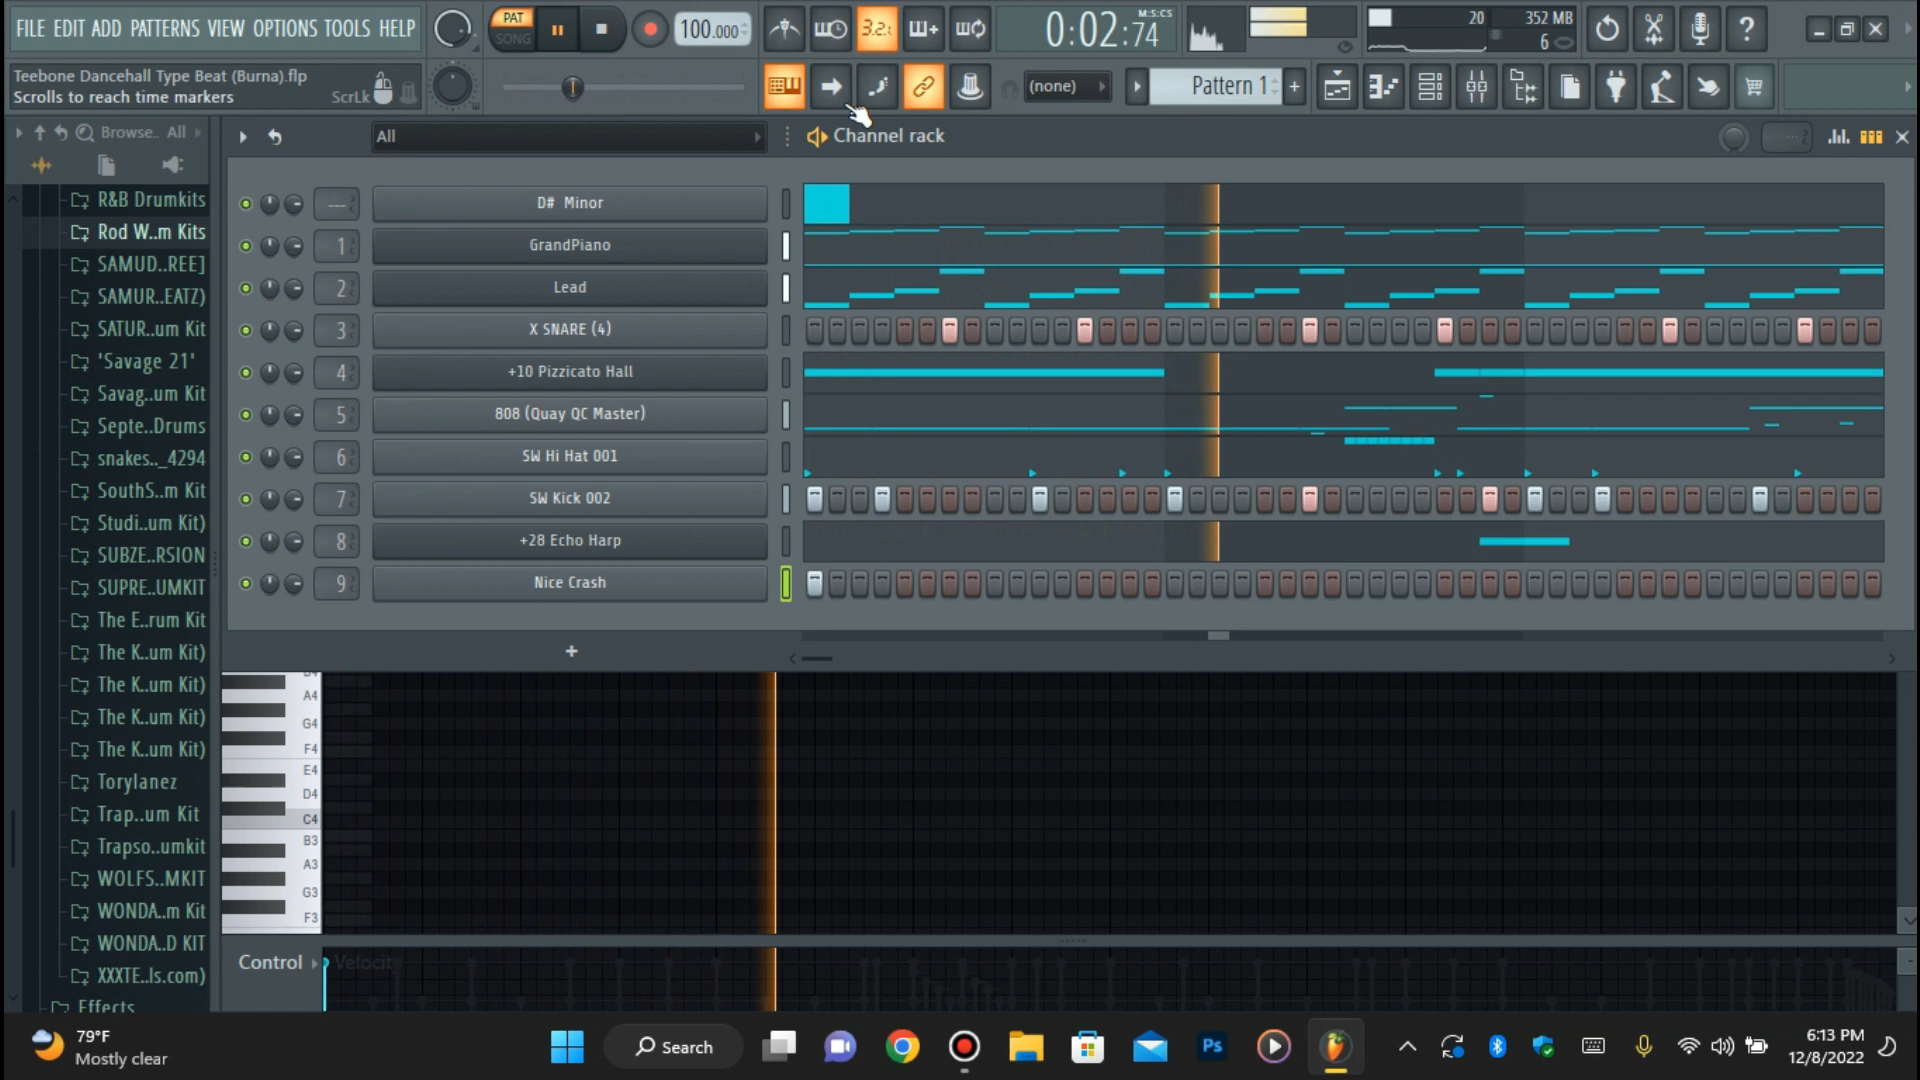 FILE EDIT ADD PATTERNS VIEW OPTIONS TOOLS HELP
PAT
SONG
100.000
3.2.
0:02:74
M:S:CS
20
352 MB
6
Teebone Dancehall Type Beat (Burna).flp
Scrolls to reach time markers
ScrLk
(none)
Pattern 1
+
Browse..
All
All
Channel rack
R&B Drumkits
Rod W..m Kits
SAMUD..REE]
SAMUR..EATZ)
SATUR..um Kit
'Savage 21'
Savag..um Kit
Septe..Drums
snakes.._4294
SouthS..m Kit
Studi..um Kit)
SUBZE..RSION
SUPRE..UMKIT
The E..rum Kit
The K..um Kit)
The K..um Kit)
The K..um Kit)
The K..um Kit)
Torylanez
Trap..um Kit
Trapso..umkit
WOLFS..MKIT
WONDA..m Kit
WONDA..D KIT
XXXTE..ls.com)
Effects
--- D# Minor
1 GrandPiano
2 Lead
3 X SNARE (4)
4 +10 Pizzicato Hall
5 808 (Quay QC Master)
6 SW Hi Hat 001
7 SW Kick 002
8 +28 Echo Harp
9 Nice Crash
+
A4
G4
F4
E4
D4
C4
B3
A3
G3
F3
Control
Velocity
79°F
Mostly clear
Search
Ps
6:13 PM
12/8/2022